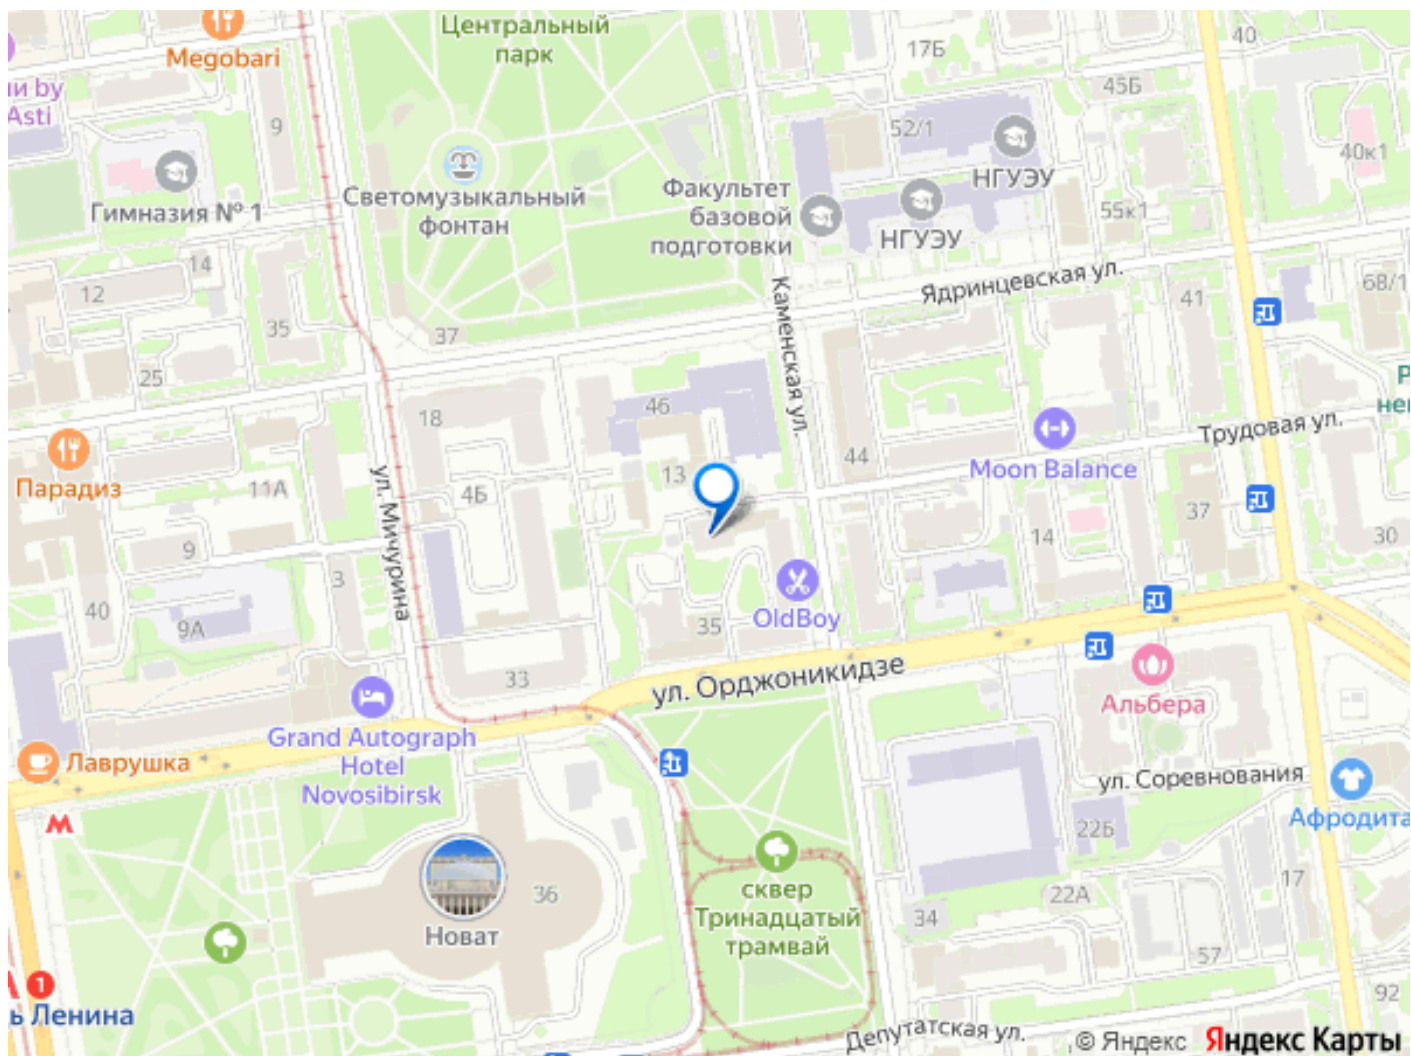 Центральный
парк
Megobari
17Б
40
45Б
ли by
Asti
9
52/1
НГУЭУ
40к1
Гимназия № 1
Светомузыкальный
фонтан
Факультет
базовой
подготовки
НГУЭУ
55к1
14
12
35
37
25
Каменская ул.
Ядринцевская ул.
41
68/1
18
46
44
Трудовая ул.
Р
нег
Парадиз
11А
ул. Мичурина
4Б
13
Moon Balance
37
14
30
9
3
40
9А
35
OldBoy
33
ул. Орджоникидзе
Альбера
Grand Autograph
Hotel
Novosibirsk
Лаврушка
ул. Соревнования
Афродита
22Б
36
Новат
сквер
Тринадцатый
трамвай
34
22А
17
57
92
1
ь Ленина
Депутатская ул.
© Яндекс Яндекс Карты